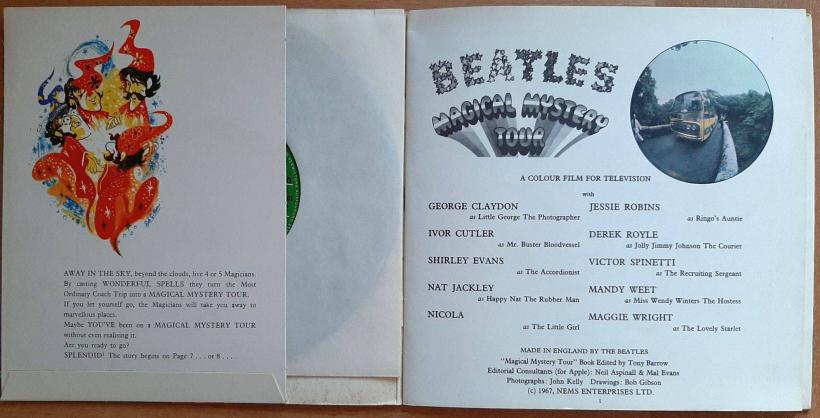 AWAY IN THE SKY, beyond the clouds, live 4 or 5 Magicians.
By casting WONDERFUL SPELLS they turn the Most
Ordinary Coach Trip into a MAGICAL MYSTERY TOUR.
If you let yourself go, the Magicians will take you away to
marvellous places.
Maybe YOU'VE been on a MAGICAL MYSTERY TOUR
without even realising it.
Are you ready to go?
SPLENDID! The story begins on Page 7 . . . or 8 . . . .
BEATLES
MAGICAL MYSTERY
TOUR
A COLOUR FILM FOR TELEVISION
with
GEORGE CLAYDON
as Little George The Photographer
IVOR CUTLER
as Mr. Buster Bloodvessel
SHIRLEY EVANS
as The Accordionist
NAT JACKLEY
as Happy Nat The Rubber Man
NICOLA
as The Little Girl
JESSIE ROBINS
as Ringo's Auntie
DEREK ROYLE
as Jolly Jimmy Johnson The Courier
VICTOR SPINETTI
as The Recruiting Sergeant
MANDY WEET
as Miss Wendy Winters The Hostess
MAGGIE WRIGHT
as The Lovely Starlet
MADE IN ENGLAND BY THE BEATLES
"Magical Mystery Tour" Book Edited by Tony Barrow
Editorial Consultants (for Apple): Neil Aspinall & Mal Evans
Photographs: John Kelly Drawings: Bob Gibson
(c) 1967, NEMS ENTERPRISES LTD.
1